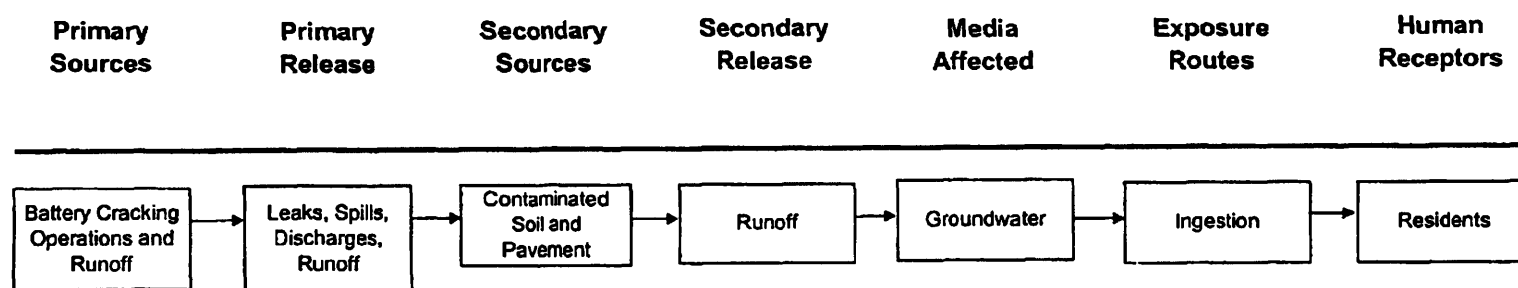 Primary
Sources
Primary
Release
Secondary
Sources
Secondary
Release
Media
Affected
Exposure
Routes
Human
Receptors
Battery Cracking
Operations and
Runoff
Leaks, Spills,
Discharges,
Runoff
Contaminated
Soil and
Pavement
Runoff
Groundwater
Ingestion
Residents